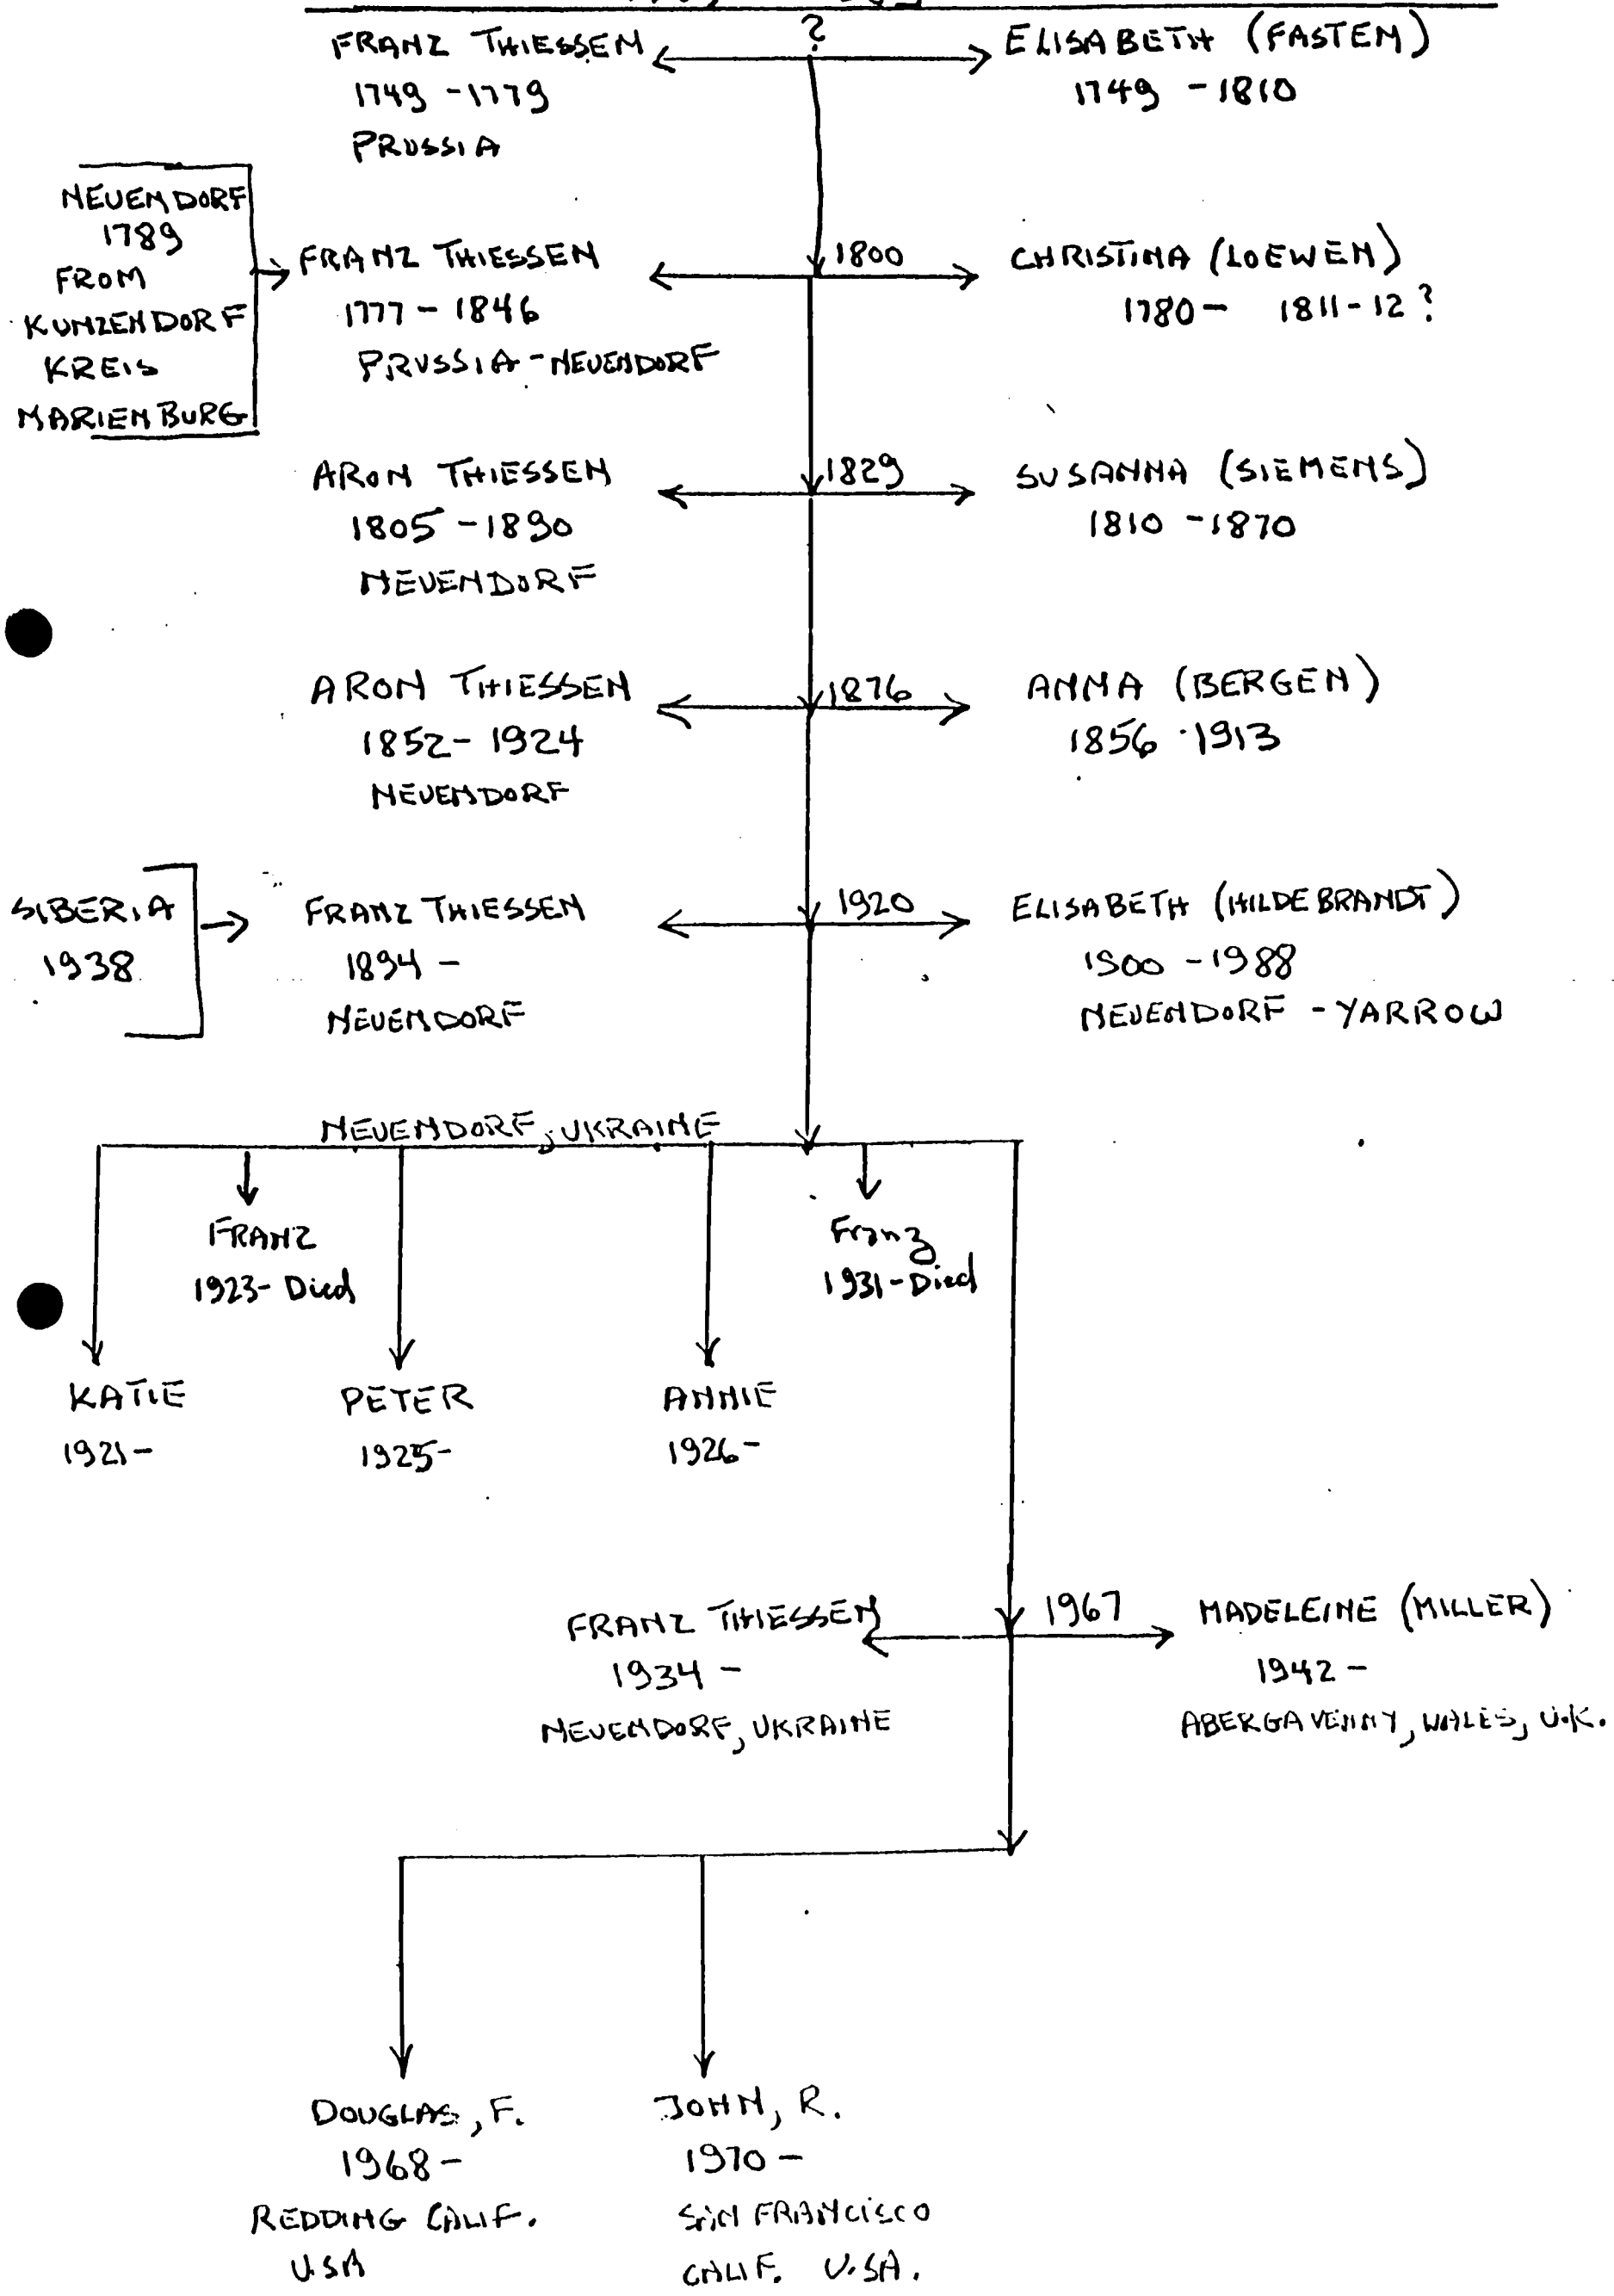 ?
FRANZ THIESSEN
ELISABETH (FASTEN)
1749 - 1779
1749 - 1810
PRUSSIA
NEUENDORF
1789
FROM
KUNZENDORF
KREIS
MARIENBURG
FRANZ THIESSEN
1800
CHRISTINA (LOEWEN)
1777 - 1846
1780 - 1811-12?
PRUSSIA - NEUENDORF
ARON THIESSEN
1829
SUSANNA (SIEMENS)
1805 - 1890
1810 - 1870
NEUENDORF
ARON THIESSEN
1876
ANNA (BERGEN)
1852 - 1924
1856 - 1913
NEUENDORF
SIBERIA
1938
FRANZ THIESSEN
1920
ELISABETH (HILDEBRANDT)
1894 -
1900 - 1988
NEUENDORF
NEUENDORF - YARROW
NEUENDORF, UKRAINE
FRANZ
1923 - Died
Franz
1931 - Died
KATIE
1921 -
PETER
1925 -
ANNIE
1926 -
FRANZ THIESSEN
1967
MADELEINE (MILLER)
1934 -
1942 -
NEUENDORF, UKRAINE
ABERGAVENNY, WALES, U.K.
DOUGLAS, F.
1968 -
REDDING CALIF.
USA
JOHN, R.
1970 -
SAN FRANCISCO
CALIF. U.SA.